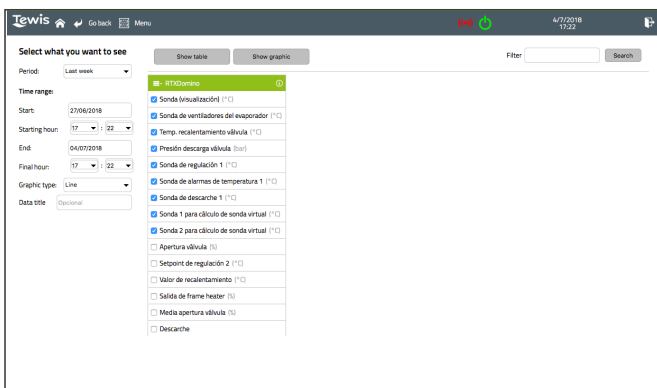 Tewis Go back Menu 4/7/2018 17:22
Select what you want to see
Show table Show graphic Filter Search
Period: Last week
Time range:
Start: 27/06/2018
Starting hour: 17 : 22
End: 04/07/2018
Final hour: 17 : 22
Graphic type: Line
Data title Opcional
RTXDomino
Sonda (visualización) (°C)
Sonda de ventiladores del evaporador (°C)
Temp. recalentamiento válvula (°C)
Presión descarga válvula (bar)
Sonda de regulación 1 (°C)
Sonda de alarmas de temperatura 1 (°C)
Sonda de descarche 1 (°C)
Sonda 1 para cálculo de sonda virtual (°C)
Sonda 2 para cálculo de sonda virtual (°C)
Apertura válvula (%)
Setpoint de regulación 2 (°C)
Valor de recalentamiento (°C)
Salida de frame heater (%)
Media apertura válvula (%)
Descarche